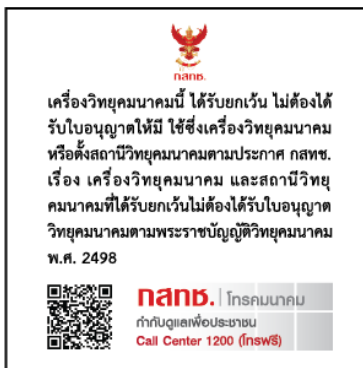 กสทช.
เครื่องวิทยุคมนาคมนี้ ได้รับยกเว้น ไม่ต้องได้
รับใบอนุญาตให้มี ใช้ซึ่งเครื่องวิทยุคมนาคม
หรือตั้งสถานีวิทยุคมนาคมตามประกาศ กสทช.
เรื่อง เครื่องวิทยุคมนาคม และสถานีวิทยุ
คมนาคมที่ได้รับยกเว้นไม่ต้องได้รับใบอนุญาต
วิทยุคมนาคมตามพระราชบัญญัติวิทยุคมนาคม
พ.ศ. 2498
กสทช. | โทรคมนาคม
กำกับดูแลเพื่อประชาชน
Call Center 1200 (โทรฟรี)